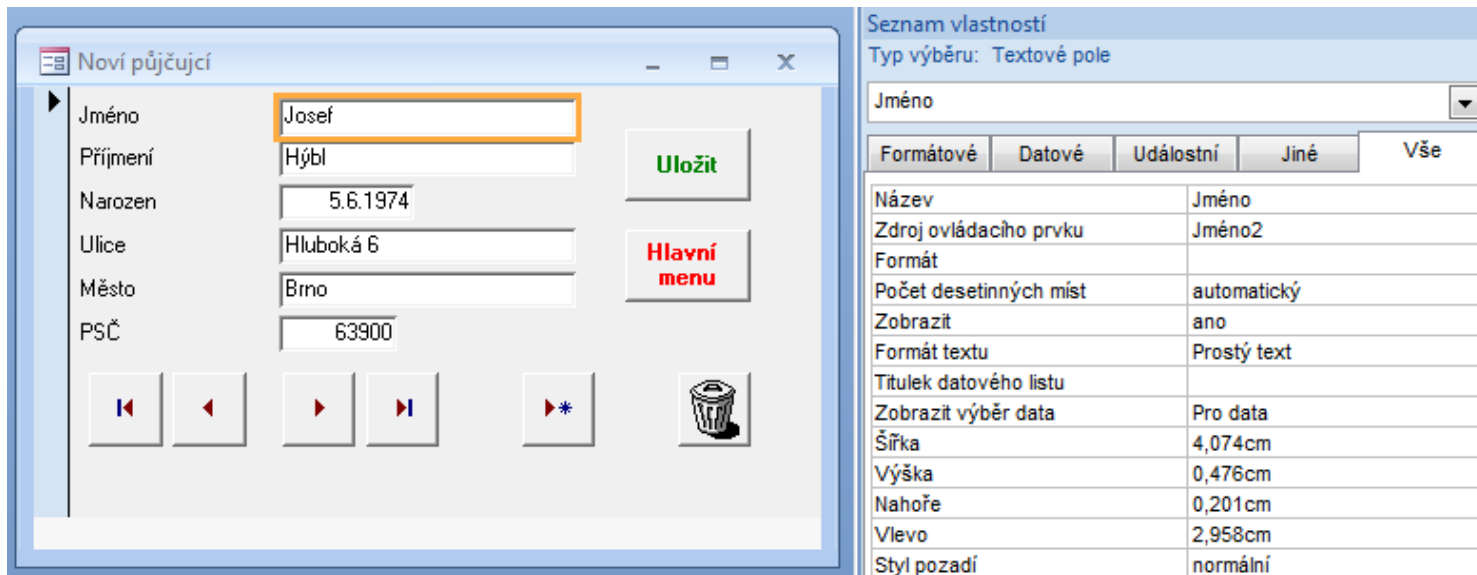 Noví půjčujcí
Jméno Josef
Příjmení Hýbl
Uložit
Narozen 5.6.1974
Ulice Hluboká 6
Hlavní
menu
Město Brno
PSČ 63900
Seznam vlastností
Typ výběru: Textové pole
Jméno
Formátové Datové Událostní Jiné Vše
Název Jméno
Zdroj ovládacího prvku Jméno2
Formát
Počet desetinných míst automatický
Zobrazit ano
Formát textu Prostý text
Titulek datového listu
Zobrazit výběr data Pro data
Šířka 4,074cm
Výška 0,476cm
Nahoře 0,201cm
Vlevo 2,958cm
Styl pozadí normální